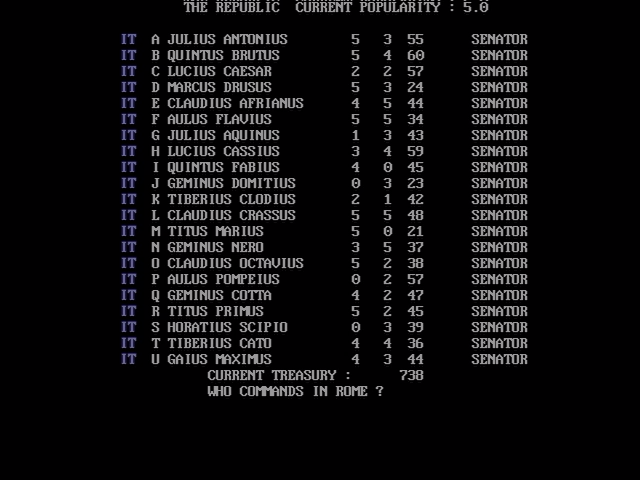 THE REPUBLIC CURRENT POPULARITY : 5.0
IT A JULIUS ANTONIUS 5 3 55 SENATOR
IT B QUINTUS BRUTUS 5 4 60 SENATOR
IT C LUCIUS CAESAR 2 2 57 SENATOR
IT D MARCUS DRUSUS 5 3 24 SENATOR
IT E CLAUDIUS AFRIANUS 4 5 44 SENATOR
IT F AULUS FLAVIUS 5 5 34 SENATOR
IT G JULIUS AQUINUS 1 3 43 SENATOR
IT H LUCIUS CASSIUS 3 4 59 SENATOR
IT I QUINTUS FABIUS 4 0 45 SENATOR
IT J GEMINUS DOMITIUS 0 3 23 SENATOR
IT K TIBERIUS CLODIUS 2 1 42 SENATOR
IT L CLAUDIUS CRASSUS 5 5 48 SENATOR
IT M TITUS MARIUS 5 0 21 SENATOR
IT N GEMINUS NERO 3 5 37 SENATOR
IT O CLAUDIUS OCTAVIUS 5 2 38 SENATOR
IT P AULUS POMPEIUS 0 2 57 SENATOR
IT Q GEMINUS COTTA 4 2 47 SENATOR
IT R TITUS PRIMUS 5 2 45 SENATOR
IT S HORATIUS SCIPIO 0 3 39 SENATOR
IT T TIBERIUS CATO 4 4 36 SENATOR
IT U GAIUS MAXIMUS 4 3 44 SENATOR
CURRENT TREASURY : 738
WHO COMMANDS IN ROME ?